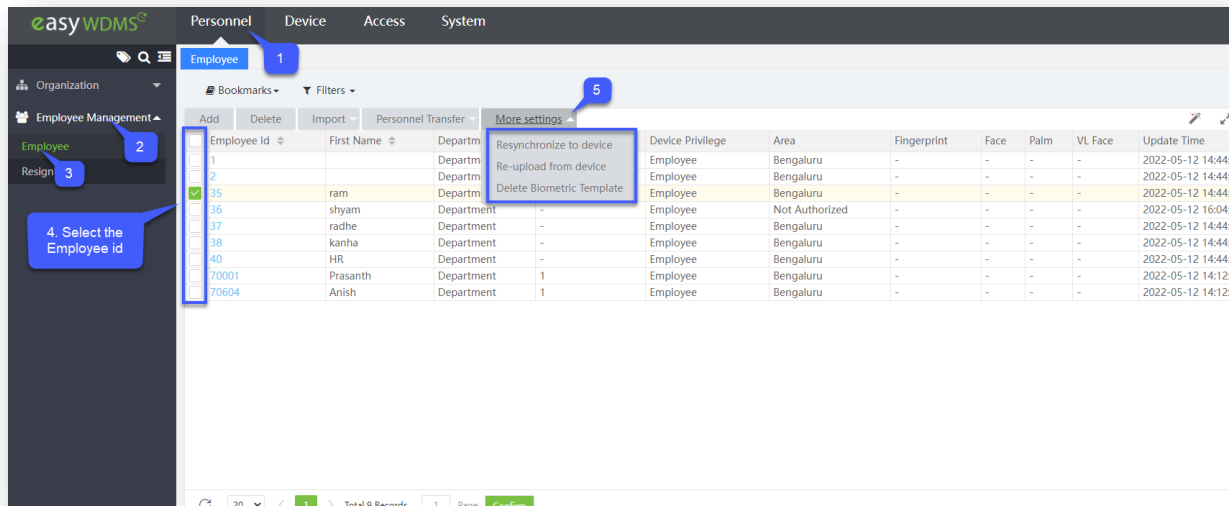 easy WDMS
Personnel Device Access System
Employee
1
Organization
Bookmarks Filters
5
Employee Management
2
Add Delete Import Personnel Transfer More settings
Employee
Resign
3
Employee Id First Name Departm Device Privilege Area Fingerprint Face Palm VL Face Update Time
Resynchronize to device
Re-upload from device
Delete Biometric Template
1 Departm Employee Bengaluru - - - - 2022-05-12 14:44:
2 Departm Employee Bengaluru - - - - 2022-05-12 14:44:
35 ram Departm Employee Bengaluru - - - - 2022-05-12 14:44:
36 shyam Department - Employee Not Authorized - - - - 2022-05-12 16:04:
37 radhe Department - Employee Bengaluru - - - - 2022-05-12 14:44:
38 kanha Department - Employee Bengaluru - - - - 2022-05-12 14:44:
40 HR Department - Employee Bengaluru - - - - 2022-05-12 14:44:
70001 Prasanth Department 1 Employee Bengaluru - - - - 2022-05-12 14:12:
70604 Anish Department 1 Employee Bengaluru - - - - 2022-05-12 14:12:
4. Select the
Employee id
20 < 1 > Total 9 Records 1 Page Confirm